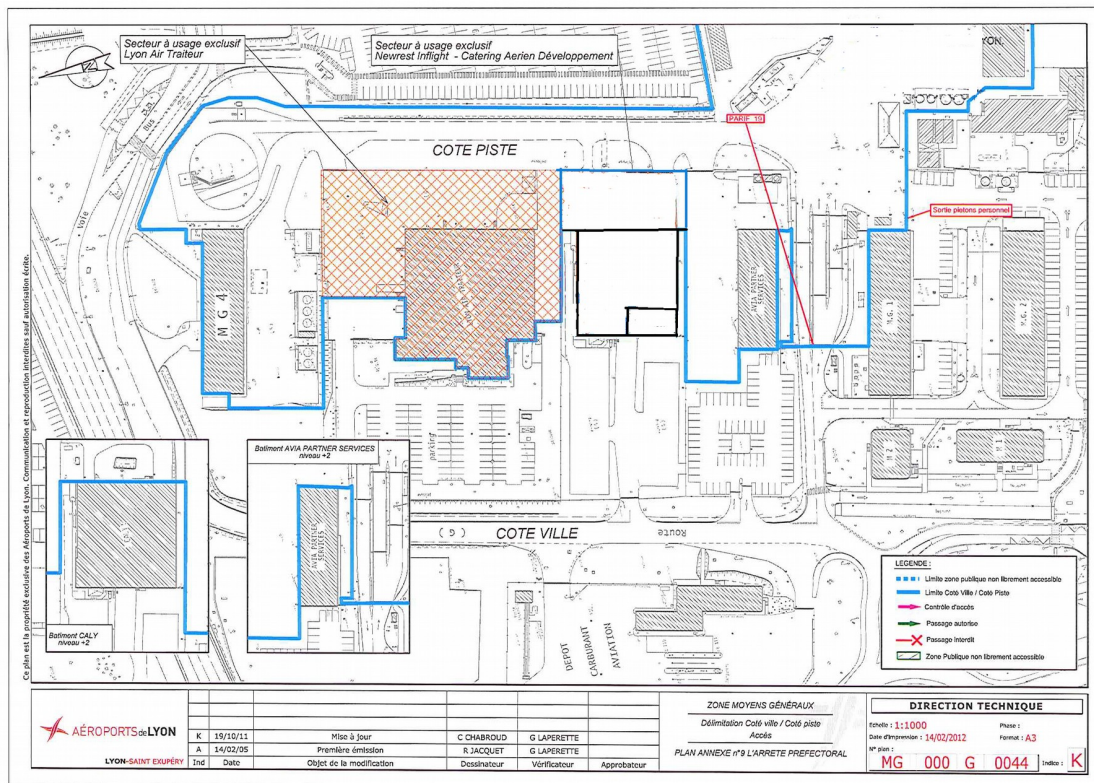 Secteur à usage exclusif
Lyon Air Traiteur
Secteur à usage exclusif
Newrest Inflight - Catering Aerien Développement
YON.
PARIF 19
COTE PISTE
Bus
Voie
Sortie pietons personnel
MG 4
AVIA PARTNER
SERVICES
M.G. 1
M.G. 2
parking
M 2
M 1
Batiment CALY
niveau +2
Batiment AVIA PARTNER SERVICES
niveau +2
AVIA PARTNER
SERVICES
COTE VILLE
( G )
Route
DEPOT
CARBURANT
AVIATION
LEGENDE :
Limite zone publique non librement accessible
Limite Coté Ville / Coté Piste
Contrôle d'accès
Passage autorise
Passage Interdit
Zone Publique non librement accessible
Ce plan est la propriété exclusive des Aéroports de Lyon. Communication et reproduction interdites sauf autorisation écrite.
AÉROPORTS de LYON
LYON-SAINT EXUPÉRY
K 19/10/11 Mise à jour C CHABROUD G LAPERETTE
A 14/02/05 Première émission R JACQUET G LAPERETTE
Ind Date Objet de la modification Dessinateur Vérificateur Approbateur
ZONE MOYENS GÉNÉRAUX
Délimitation Coté ville / Coté piste
Accès
PLAN ANNEXE n°9 L'ARRETE PREFECTORAL
DIRECTION TECHNIQUE
Echelle : 1:1000 Phase :
Date d'impression : 14/02/2012 Format : A3
N° plan :
MG 000 G 0044 Indice : K